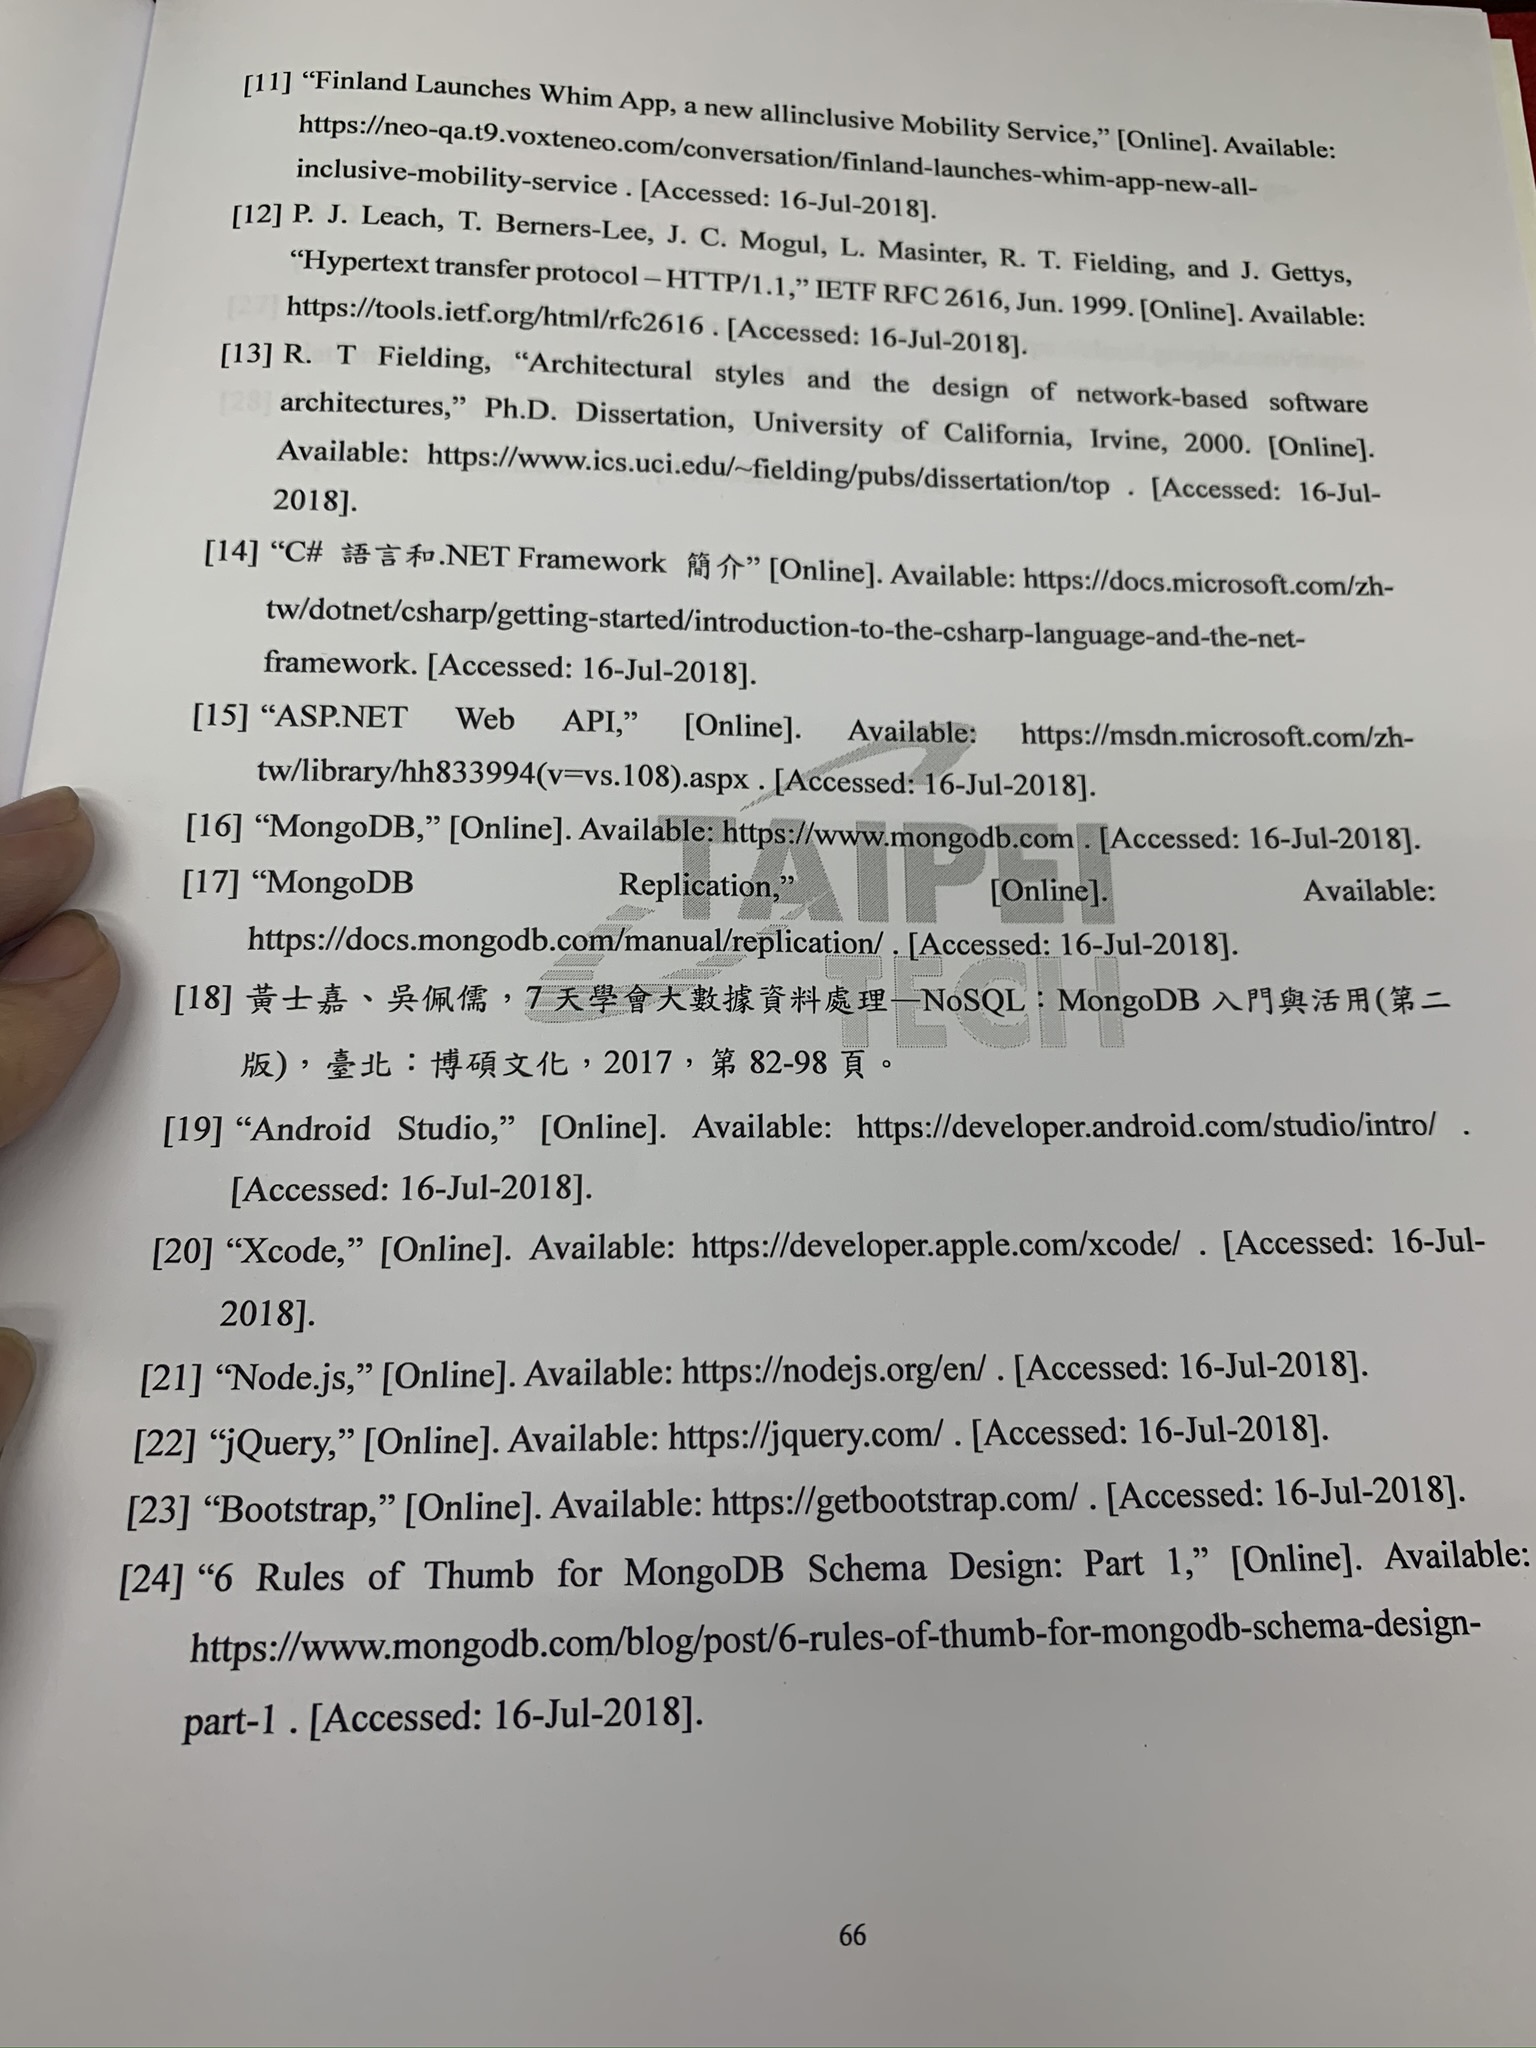 [11] “Finland Launches Whim App, a new allinclusive Mobility Service,” [Online]. Available:
https://neo-qa.t9.voxteneo.com/conversation/finland-launches-whim-app-new-all-
inclusive-mobility-service . [Accessed: 16-Jul-2018].
[12] P. J. Leach, T. Berners-Lee, J. C. Mogul, L. Masinter, R. T. Fielding, and J. Gettys,
“Hypertext transfer protocol – HTTP/1.1,” IETF RFC 2616, Jun. 1999. [Online]. Available:
https://tools.ietf.org/html/rfc2616 . [Accessed: 16-Jul-2018].
[13] R. T Fielding, “Architectural styles and the design of network-based software
architectures,” Ph.D. Dissertation, University of California, Irvine, 2000. [Online].
Available: https://www.ics.uci.edu/~fielding/pubs/dissertation/top . [Accessed: 16-Jul-
2018].
[14] “C# 語言和.NET Framework 簡介” [Online]. Available: https://docs.microsoft.com/zh-
tw/dotnet/csharp/getting-started/introduction-to-the-csharp-language-and-the-net-
framework. [Accessed: 16-Jul-2018].
[15] “ASP.NET Web API,” [Online]. Available: https://msdn.microsoft.com/zh-
tw/library/hh833994(v=vs.108).aspx . [Accessed: 16-Jul-2018].
[16] “MongoDB,” [Online]. Available: https://www.mongodb.com . [Accessed: 16-Jul-2018].
TAIPEI
[17] “MongoDB Replication,” [Online]. Available:
https://docs.mongodb.com/manual/replication/ . [Accessed: 16-Jul-2018].
TECH
[18] 黃士嘉、吳佩儒，7 天學會大數據資料處理—NoSQL：MongoDB 入門與活用(第二
版)，臺北：博碩文化，2017，第 82-98 頁。
[19] “Android Studio,” [Online]. Available: https://developer.android.com/studio/intro/ .
[Accessed: 16-Jul-2018].
[20] “Xcode,” [Online]. Available: https://developer.apple.com/xcode/ . [Accessed: 16-Jul-
2018].
[21] “Node.js,” [Online]. Available: https://nodejs.org/en/ . [Accessed: 16-Jul-2018].
[22] “jQuery,” [Online]. Available: https://jquery.com/ . [Accessed: 16-Jul-2018].
[23] “Bootstrap,” [Online]. Available: https://getbootstrap.com/ . [Accessed: 16-Jul-2018].
[24] “6 Rules of Thumb for MongoDB Schema Design: Part 1,” [Online]. Available:
https://www.mongodb.com/blog/post/6-rules-of-thumb-for-mongodb-schema-design-
part-1 . [Accessed: 16-Jul-2018].
66